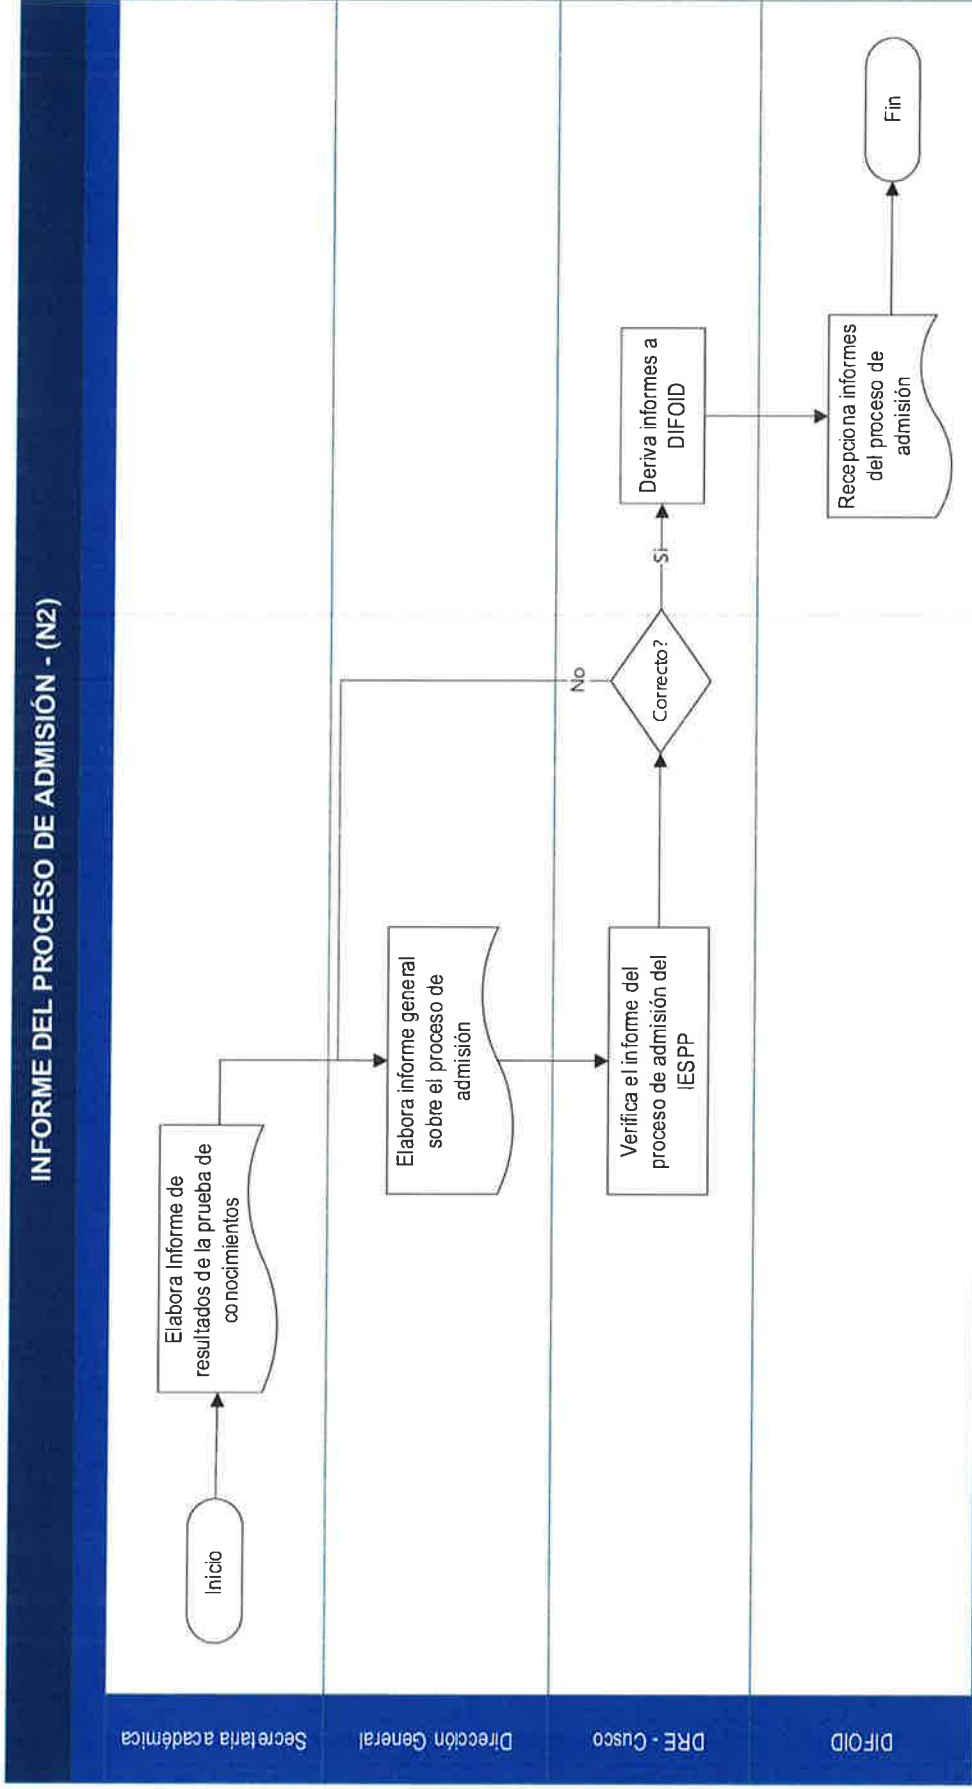 INFORME DEL PROCESO DE ADMISIÓN - (N2)
Secretaria académica
Inicio
Elabora Informe de
resultados de la prueba de
conocimientos
Dirección General
Elabora informe general
sobre el proceso de
admisión
DRE - Cusco
Verifica el informe del
proceso de admisión del
IESPP
Correcto?
No
Si
Deriva informes a
DIFOID
DIFOID
Recepciona informes
del proceso de
admisión
Fin